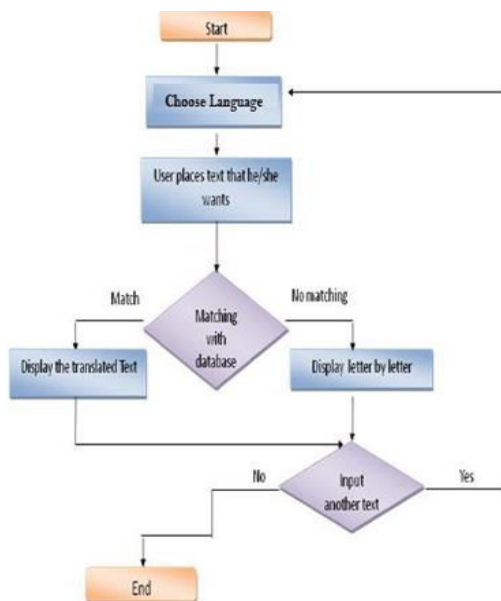 Start
Choose Language
User places text that he/she
wants
Match
No matching
Matching
with
database
Display the translated Text
Display letter by letter
No
Input
another text
Yes
End